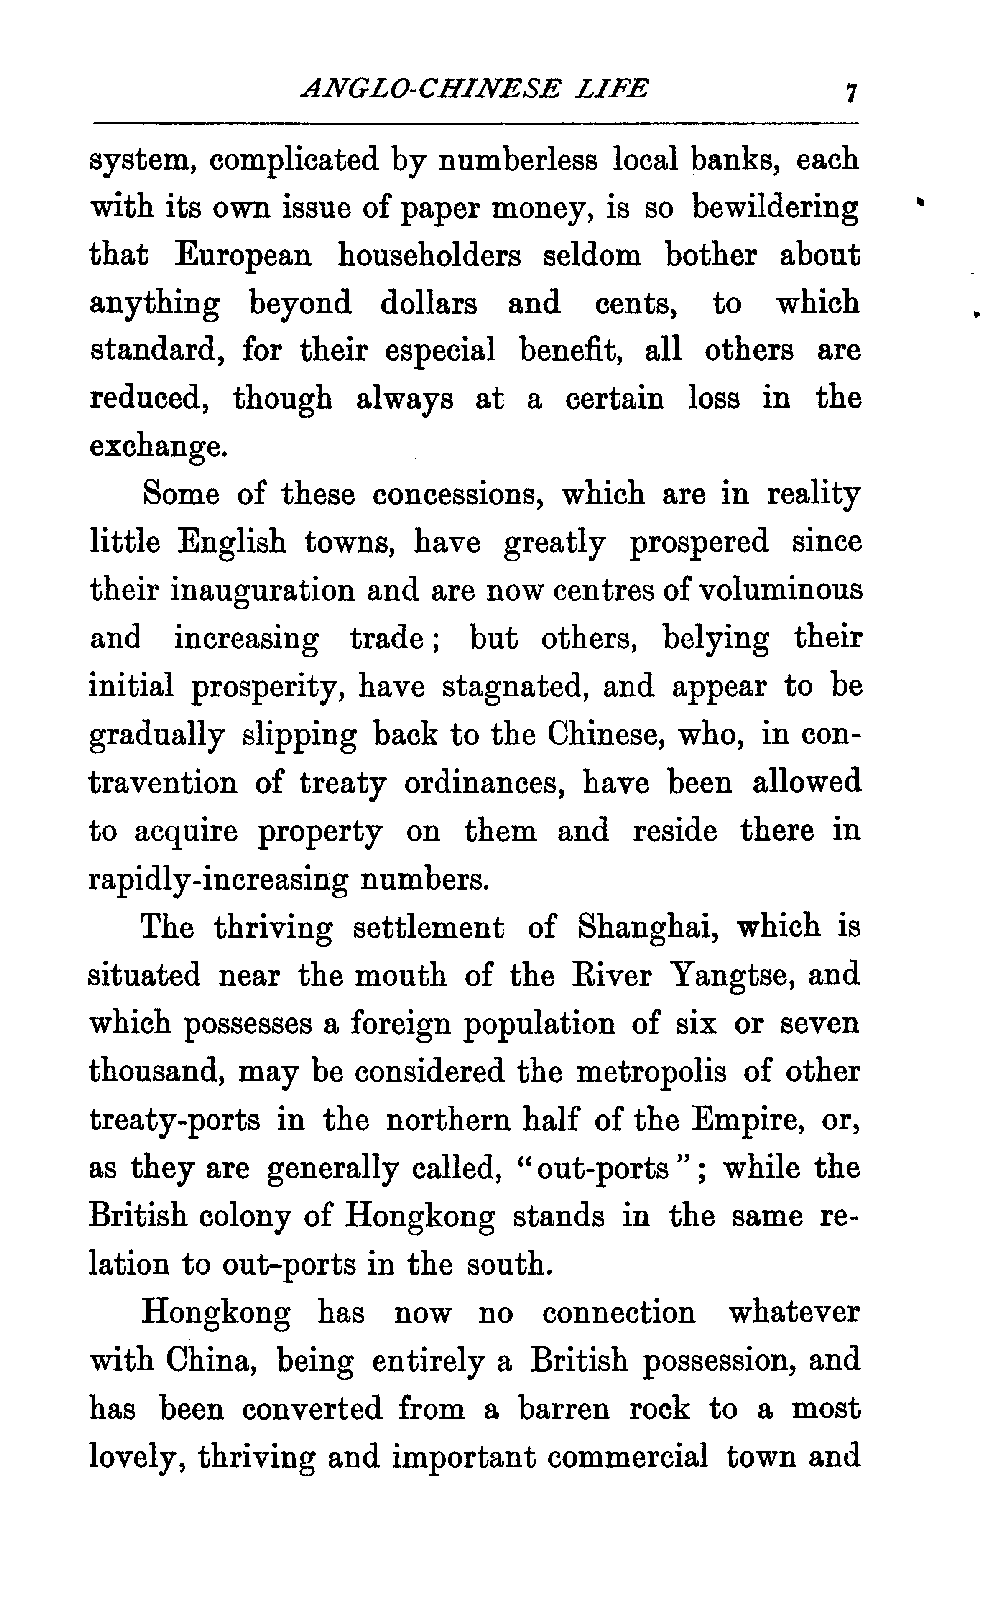 ANGLO-CHINESE LIFE 7
system, complicated by numberless local banks, each
with its own issue of paper money, is so bewildering
that European householders seldom bother about
anything beyond dollars and cents, to which
standard, for their especial benefit, all others are
reduced, though always at a certain loss in the
exchange.
Some of these concessions, which are in reality
little English towns, have greatly prospered since
their inauguration and are now centres of voluminous
and increasing trade; but others, belying their
initial prosperity, have stagnated, and appear to be
gradually slipping back to the Chinese, who, in con-
travention of treaty ordinances, have been allowed
to acquire property on them and reside there in
rapidly-increasing numbers.
The thriving settlement of Shanghai, which is
situated near the mouth of the River Yangtse, and
which possesses a foreign population of six or seven
thousand, may be considered the metropolis of other
treaty-ports in the northern half of the Empire, or,
as they are generally called, "out-ports"; while the
British colony of Hongkong stands in the same re-
lation to out-ports in the south.
Hongkong has now no connection whatever
with China, being entirely a British possession, and
has been converted from a barren rock to a most
lovely, thriving and important commercial town and